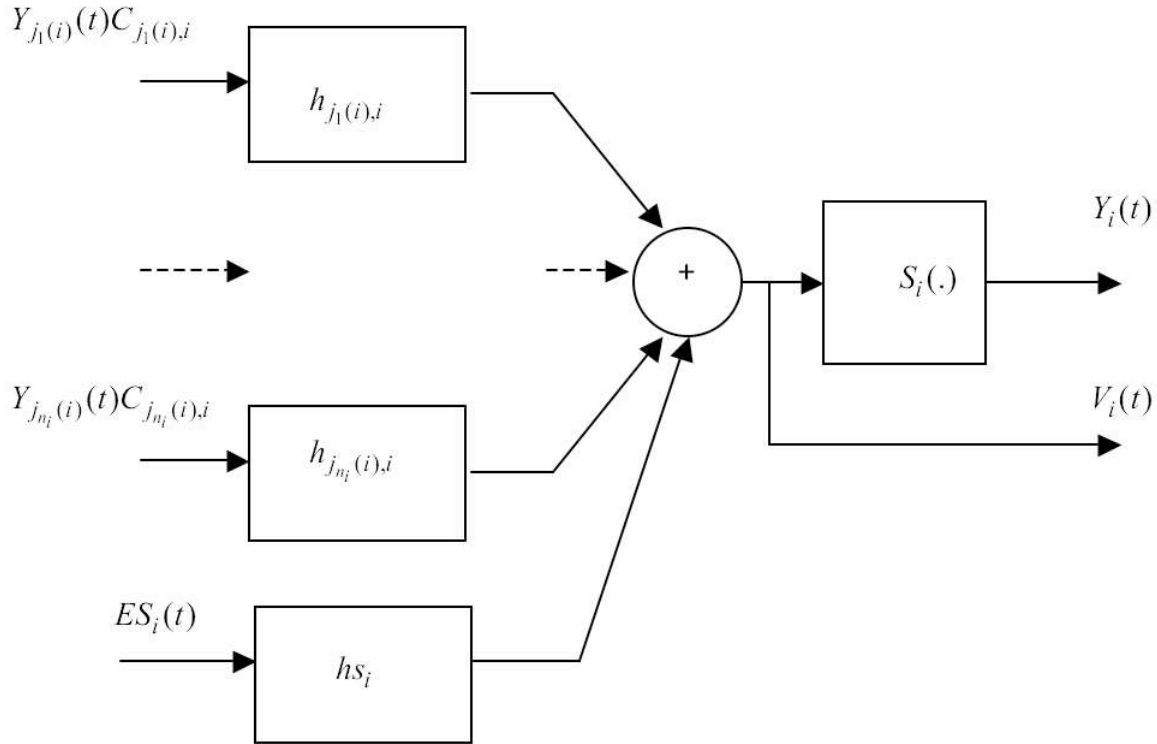 Y_{j_1(i)}(t)C_{j_1(i),i}
h_{j_1(i),i}
+
S_i(.)
Y_i(t)
V_i(t)
Y_{j_{n_i}(i)}(t)C_{j_{n_i}(i),i}
h_{j_{n_i}(i),i}
ES_i(t)
hs_i